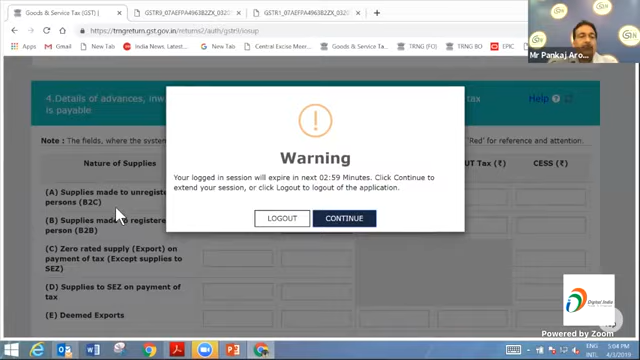 Goods & Service Tax (GST)
GSTR9_07AEFPA4963B2ZX_032
GSTR1_07AEFPA4963B2ZX_032
https://trngreturn.gst.gov.in/returns2/auth/gstr9/iosup
Apps
Bookmarks
New Tab
India News, Latest
New Tab
Central Excise Meer
Goods & Service Ta
TRNG (FO)
TRNG BO
EPIC
Mr Pankaj Aro...
4.Details of advances, inw
tax
is payable
Help
Note : The fields, where the system
'Red' for reference and attention.
Nature of Supplies
UT Tax (₹)
CESS (₹)
Warning
Your logged in session will expire in next 02:59 Minutes. Click Continue to
extend your session, or click Logout to logout of the application.
LOGOUT
CONTINUE
(A) Supplies made to unregiste
persons (B2C)
(B) Supplies made to registere
person (B2B)
(C) Zero rated supply (Export) on
payment of tax (Except supplies to
SEZ)
(D) Supplies to SEZ on payment of
tax
(E) Deemed Exports
Digital India
Powered by Zoom
ENG
INTL
5:04 PM
4/3/2019